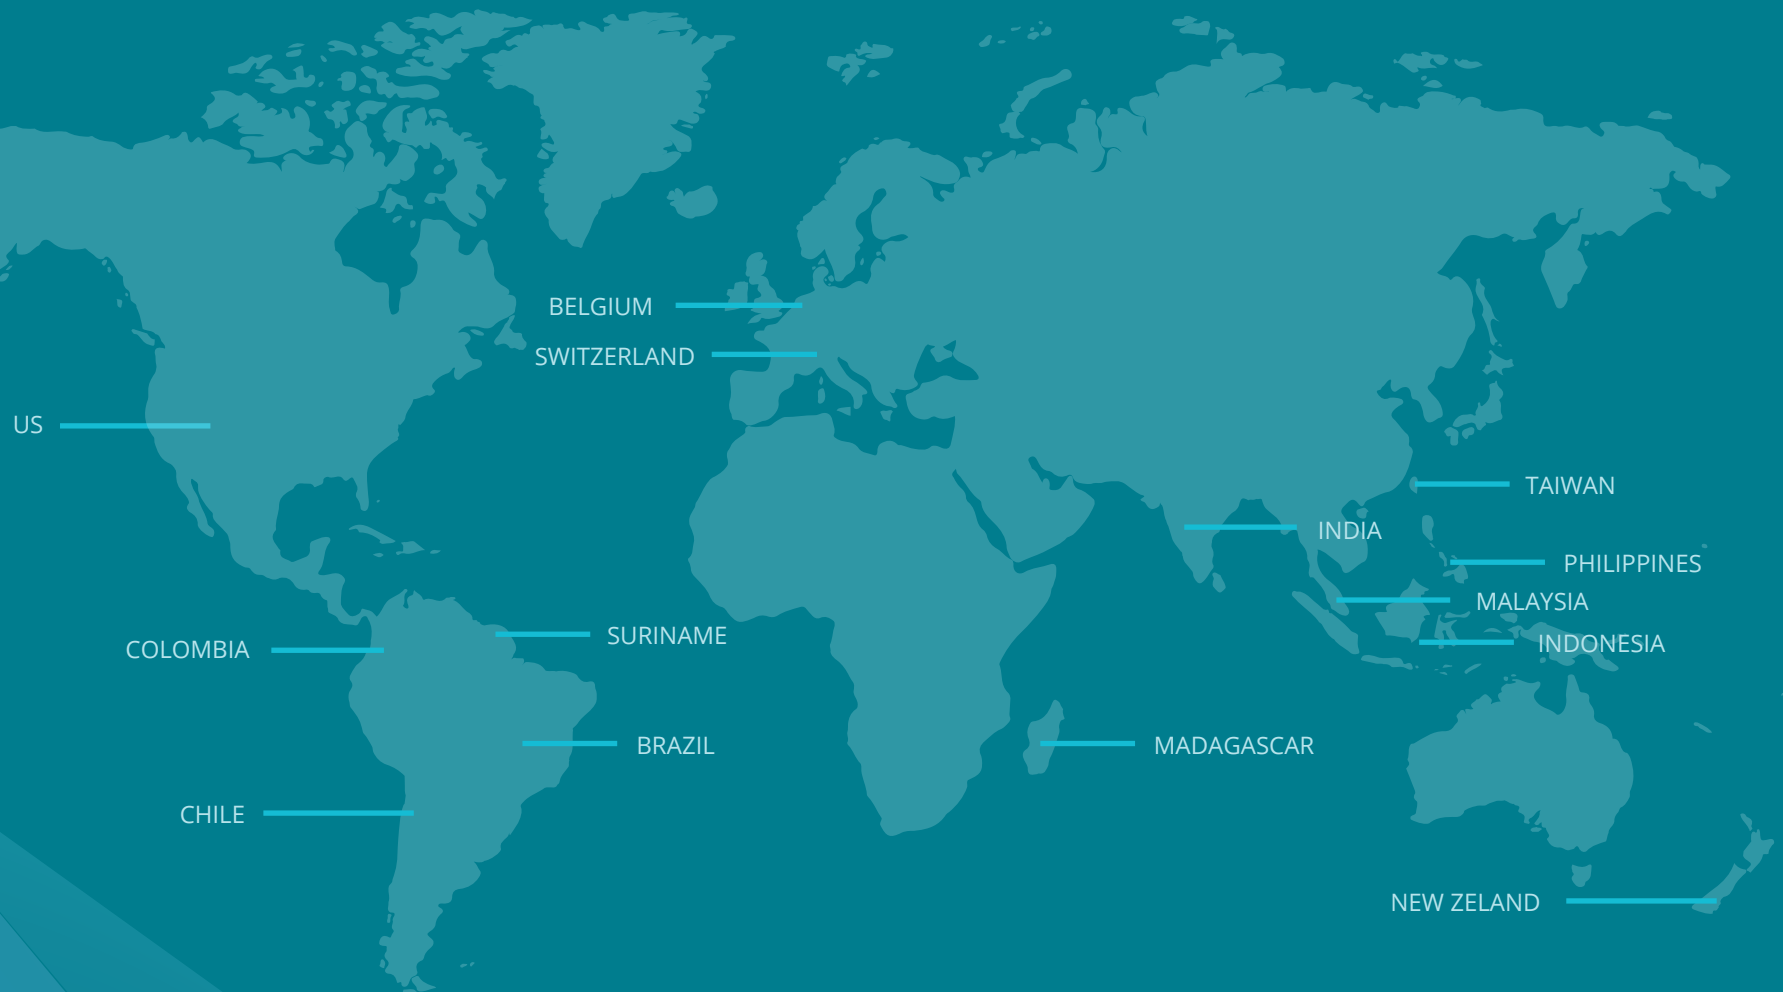 BELGIUM
SWITZERLAND
US
TAIWAN
INDIA
PHILIPPINES
MALAYSIA
SURINAME
INDONESIA
COLOMBIA
BRAZIL
MADAGASCAR
CHILE
NEW ZELAND